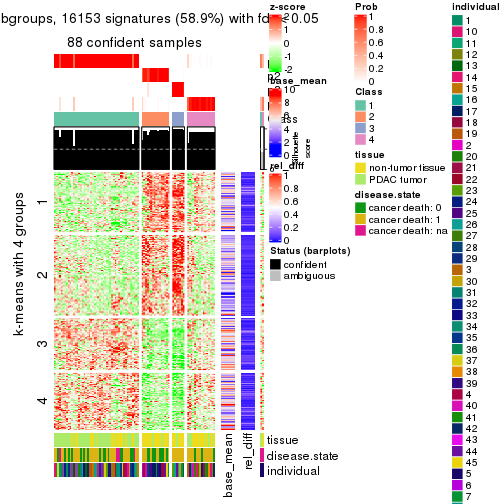 bgroups, 16153 signatures (58.9%) with fdr < 0.05
88 confident samples
k-means with 4 groups
1
2
3
4
base_mean
rel_diff
tissue
disease.state
individual
z-score
2
1
0
-1
-2
base_mean
10
8
6
4
2
0
Silhouette
score
rel_diff
1
0.8
0.6
0.4
0.2
0
Status (barplots)
confident
ambiguous
Prob
1
0.8
0.6
0.4
0.2
0
Class
1
2
3
4
tissue
non-tumor tissue
PDAC tumor
disease.state
cancer death: 0
cancer death: 1
cancer death: na
individual
1
10
11
12
13
14
15
16
17
18
19
2
20
21
22
23
24
25
26
27
28
29
3
30
31
32
33
34
35
36
37
38
39
4
40
41
42
43
44
45
5
6
7